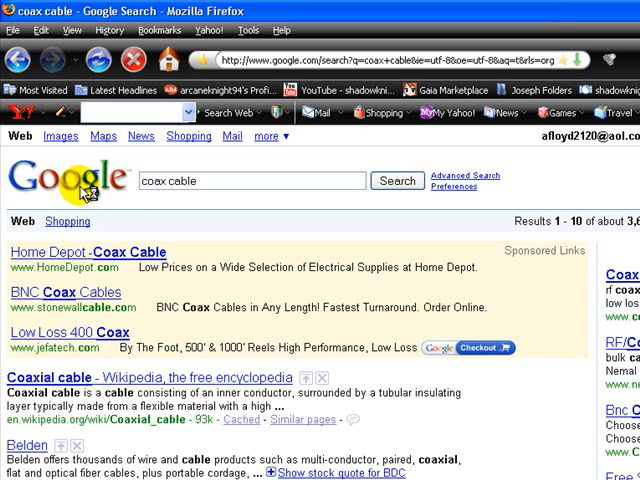 coax cable - Google Search - Mozilla Firefox
File Edit View History Bookmarks Yahoo! Tools Help
http://www.google.com/search?q=coax+cable&ie=utf-8&oe=utf-8&aq=t&rls=org
Most Visited Latest Headlines arcaneknight94's Profi... YouTube - shadowkni... Gaia Marketplace Joseph Folders shadowknig
Y! Search Web Mail Shopping My Yahoo! News Games Travel
Web Images Maps News Shopping Mail more ▼ afloyd2120@aol.co
Google™ coax cable Search Advanced Search
Preferences
Web Shopping Results 1 - 10 of about 3,6
Home Depot -Coax Cable Sponsored Links
www.HomeDepot.com Low Prices on a Wide Selection of Electrical Supplies at Home Depot.
BNC Coax Cables
www.stonewallcable.com BNC Coax Cables in Any Length! Fastest Turnaround. Order Online.
Low Loss 400 Coax
www.jefatech.com By The Foot, 500' & 1000' Reels High Performance, Low Loss Google Checkout
Coaxial cable - Wikipedia, the free encyclopedia
Coaxial cable is a cable consisting of an inner conductor, surrounded by a tubular insulating
layer typically made from a flexible material with a high ...
en.wikipedia.org/wiki/Coaxial_cable - 93k - Cached - Similar pages -
Belden
Belden offers thousands of wire and cable products such as multi-conductor, paired, coaxial,
flat and optical fiber cables, plus portable cordage, ... Show stock quote for BDC
Coax
rf coax
low los
www.c
RF/Co
bulk ca
Nemal
www.ne
Bnc C
Choose
Choose
www.C
Free S